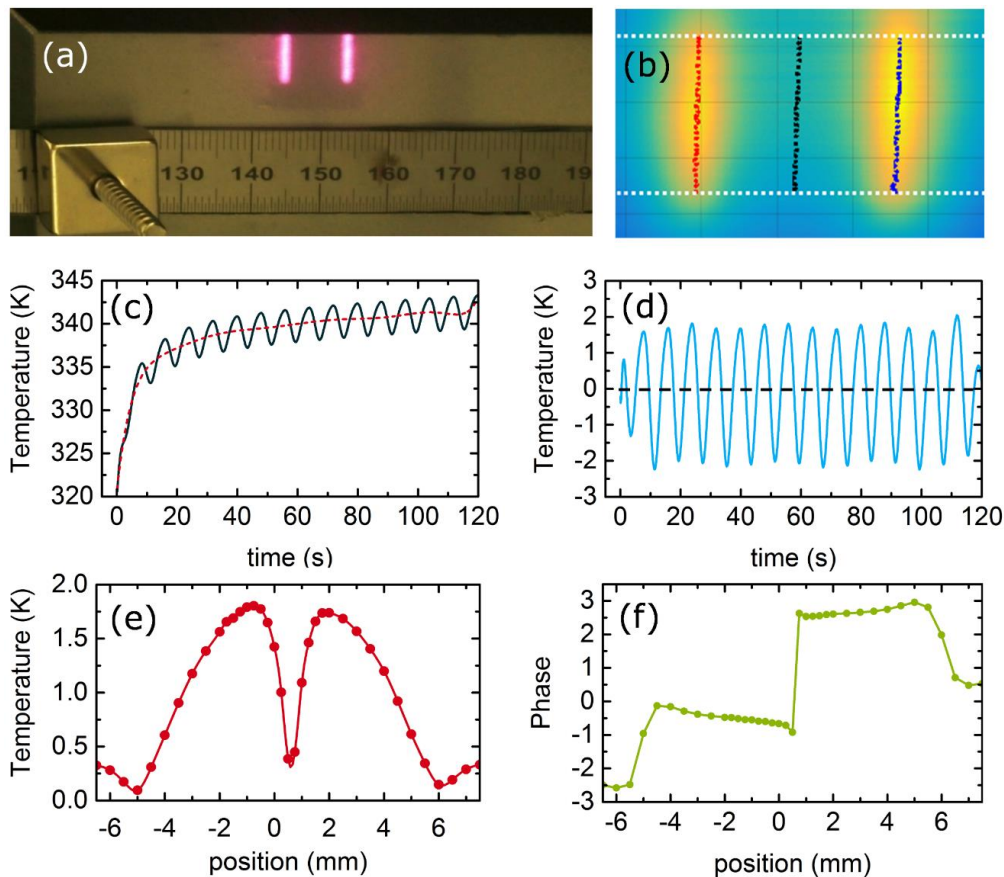 (a)
130 140 150 160 170 180
(b)
(c)
Temperature (K)
345
340
335
330
325
320
0 20 40 60 80 100 120
time (s)
(d)
Temperature (K)
3
2
1
0
-1
-2
-3
0 20 40 60 80 100 120
time (s)
(e)
Temperature (K)
2.0
1.5
1.0
0.5
0.0
-6 -4 -2 0 2 4 6
position (mm)
(f)
Phase
3
2
1
0
-1
-2
-3
-6 -4 -2 0 2 4 6
position (mm)